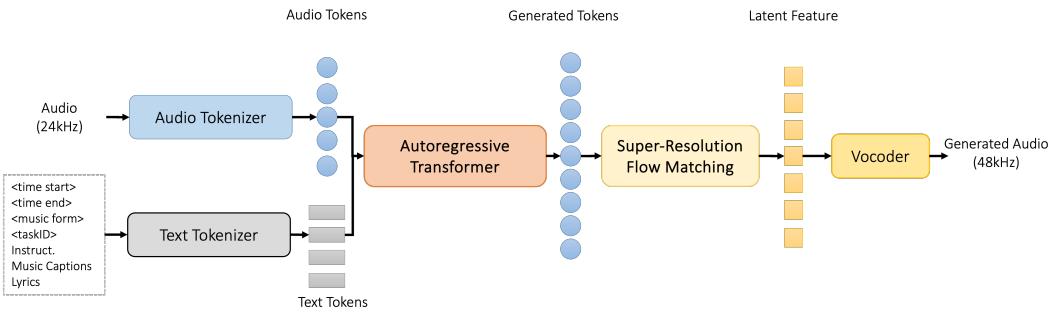 Audio Tokens
Generated Tokens
Latent Feature
Audio
(24kHz)
Audio Tokenizer
Autoregressive
Transformer
Super-Resolution
Flow Matching
Vocoder
Generated Audio
(48kHz)
<time start>
<time end>
<music form>
<taskID>
Instruct.
Music Captions
Lyrics
Text Tokenizer
Text Tokens